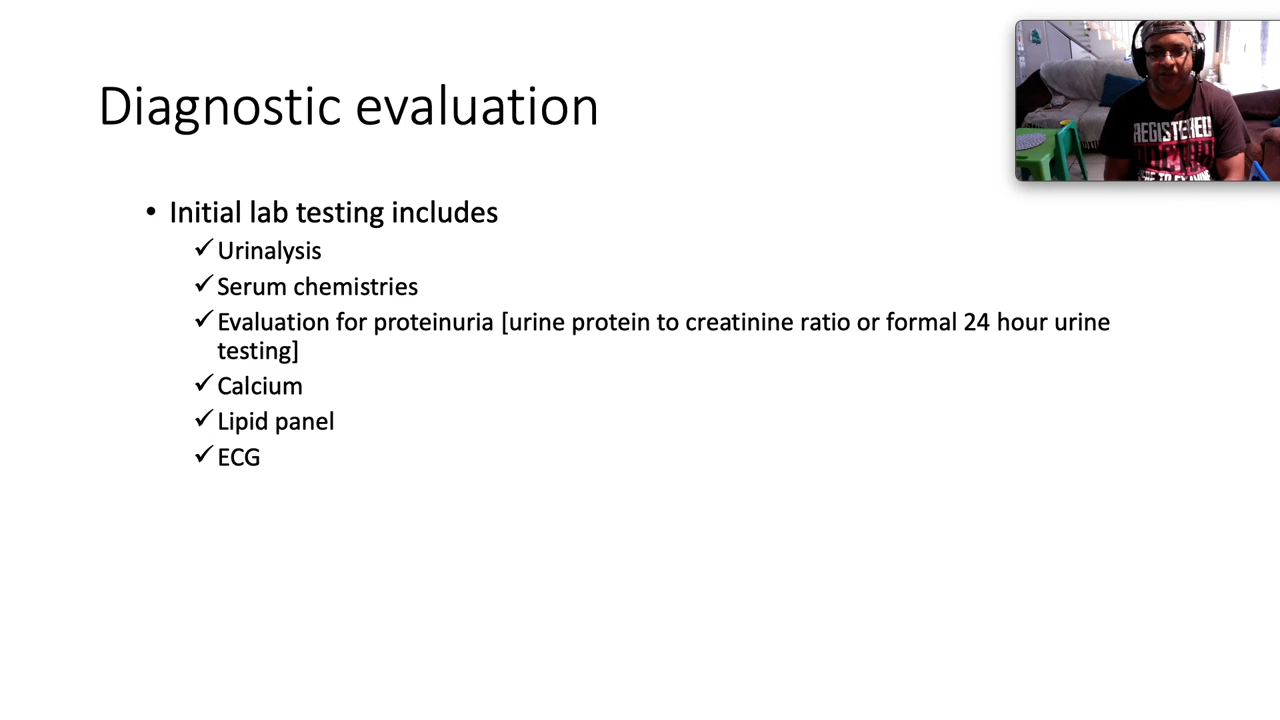 Diagnostic evaluation
• Initial lab testing includes
✓ Urinalysis
✓ Serum chemistries
✓ Evaluation for proteinuria [urine protein to creatinine ratio or formal 24 hour urine
testing]
✓ Calcium
✓ Lipid panel
✓ ECG
REGISTERED
DOCTOR